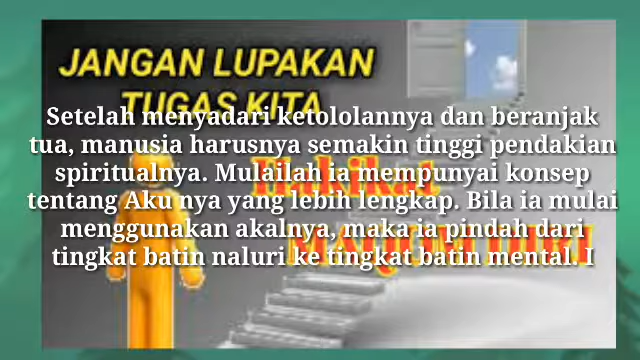 JANGAN LUPAKAN
TUGAS KITA
Setelah menyadari ketololannya dan beranjak
tua, manusia harusnya semakin tinggi pendakian
spiritualnya. Mulailah ia mempunyai konsep
Hakikat
tentang Aku nya yang lebih lengkap. Bila ia mulai
menggunakan akalnya, maka ia pindah dari
tingkat batin naluri ke tingkat batin mental. I